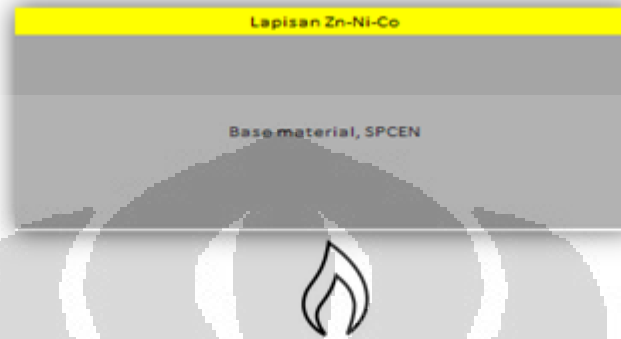 Lapisan Zn-Ni-Co
Base material, SPCEN